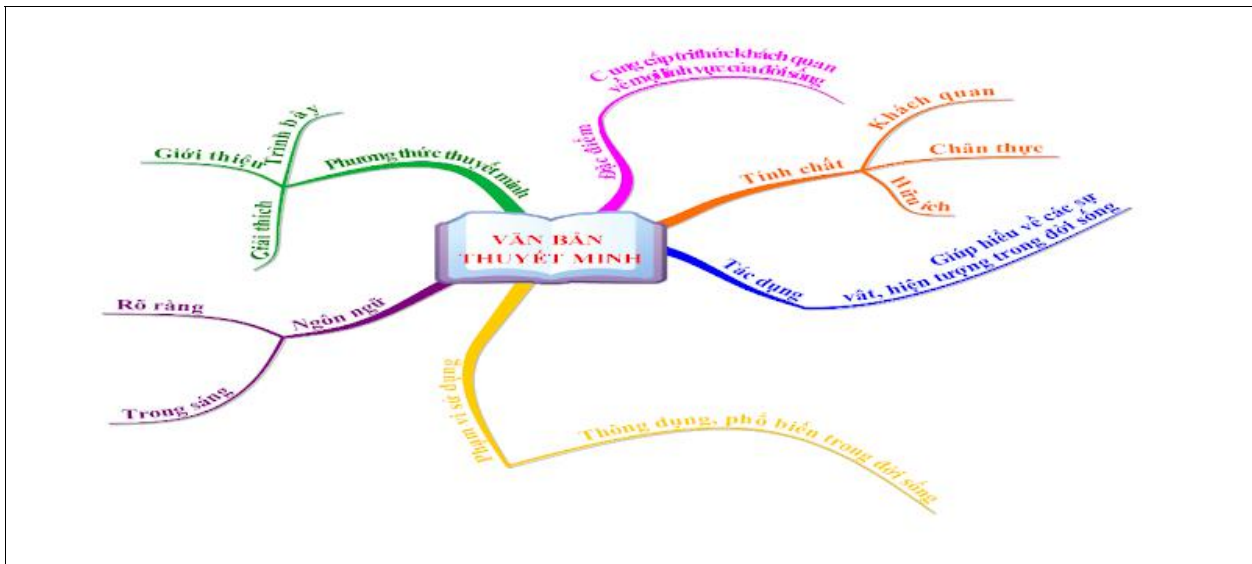 VĂN BẢN
THUYẾT MINH
Đặc điểm
Cung cấp tri thức khách quan
về mọi lĩnh vực của đời sống
Tính chất
Khách quan
Chân thực
Hữu ích
Tác dụng
Giúp hiểu về các sự
vât, hiện tượng trong đời sống
Phạm vi sự dụng
Thông dụng, phổ biến trong đời sống
Ngôn ngữ
Rõ ràng
Trong sáng
Phương thức thuyết minh
Trình bày
Giới thiệu
Giải thích